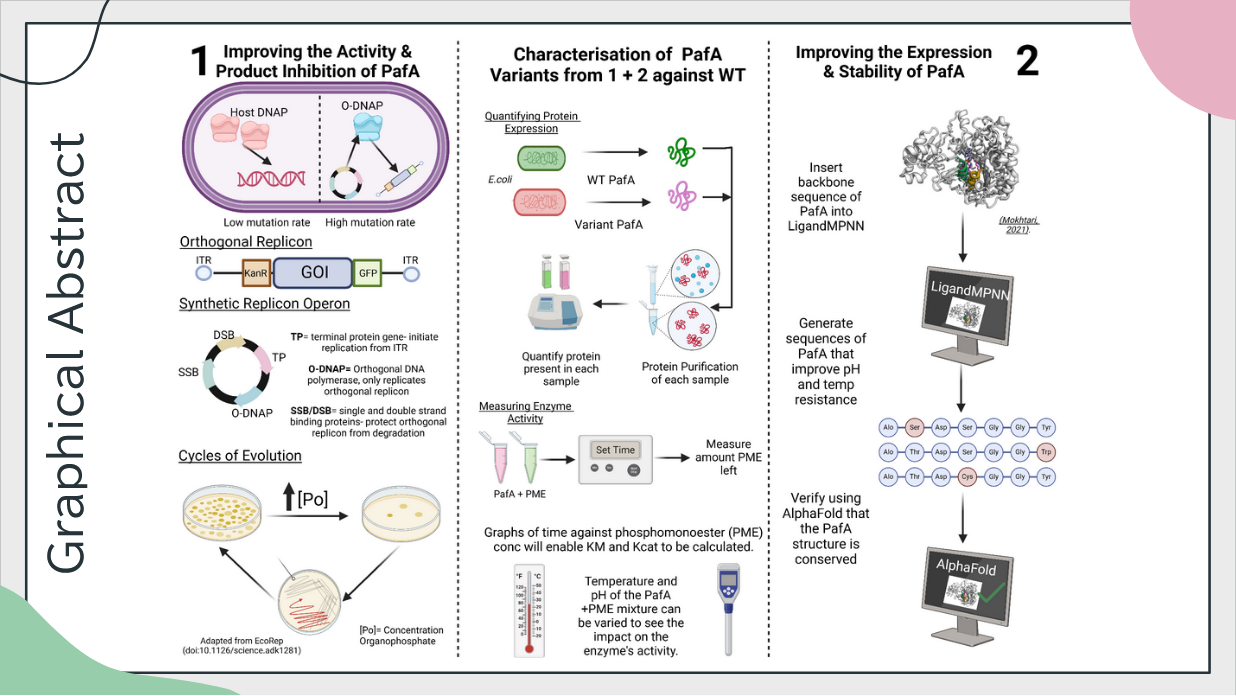 Graphical Abstract
1
Improving the Activity &
Product Inhibition of PafA
Host DNAP
O-DNAP
Low mutation rate
High mutation rate
Orthogonal Replicon
ITR
KanR
GOI
GFP
ITR
Synthetic Replicon Operon
DSB
TP
SSB
O-DNAP
TP= terminal protein gene- initiate
replication from ITR
O-DNAP= Orthogonal DNA
polymerase, only replicates
orthogonal replicon
SSB/DSB= single and double strand
binding proteins- protect orthogonal
replicon from degradation
Cycles of Evolution
[Po]
Adapted from EcoRep
(doi:10.1126/science.adk1281)
[Po]= Concentration
Organophosphate
Characterisation of PafA
Variants from 1 + 2 against WT
Quantifying Protein
Expression
E.coli
WT PafA
Variant PafA
Quantify protein
present in each
sample
Protein Purification
of each sample
Measuring Enzyme
Activity
Set Time
PafA + PME
Measure
amount PME
left
Graphs of time against phosphomonoester (PME)
conc will enable KM and Kcat to be calculated.
°F
°C
Temperature and
pH of the PafA
+PME mixture can
be varied to see the
impact on the
enzyme's activity.
Improving the Expression
& Stability of PafA
2
Insert
backbone
sequence of
PafA into
LigandMPNN
(Mokhtari,
2021).
LigandMPNN
Generate
sequences of
PafA that
improve pH
and temp
resistance
Alo Ser Asp Ser Gly Gly Tyr
Alo Thr Asp Ser Gly Gly Trp
Alo Thr Asp Cys Gly Gly Tyr
Verify using
AlphaFold that
the PafA
structure is
conserved
AlphaFold